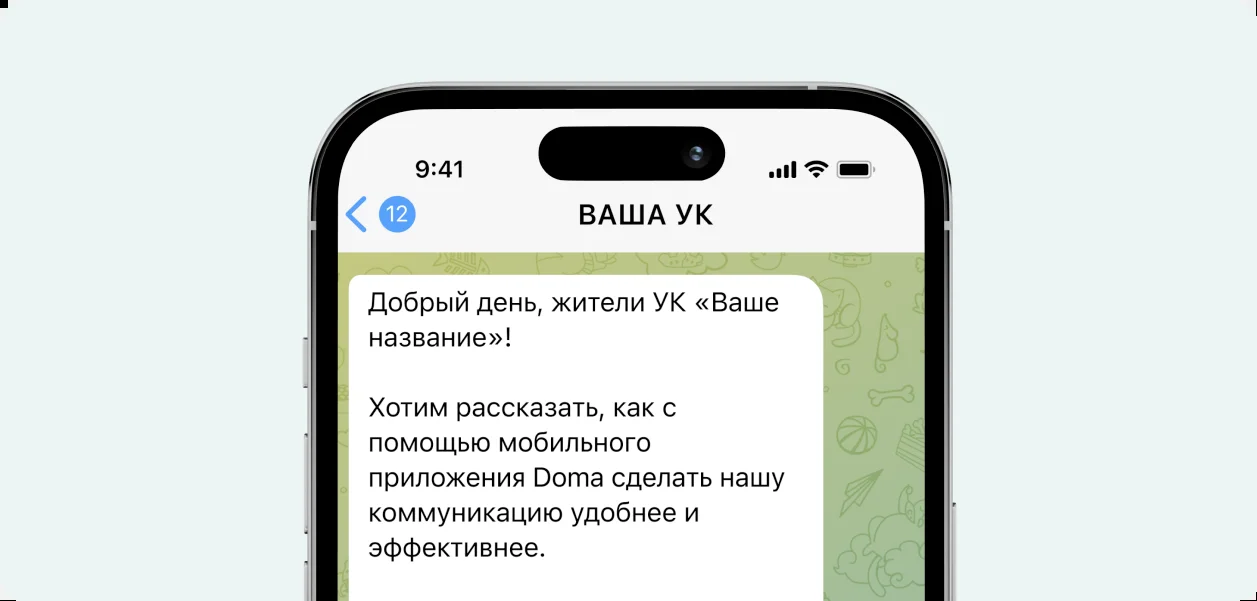 9:41
12
ВАША УК
Добрый день, жители УК «Ваше
название»!
Хотим рассказать, как с
помощью мобильного
приложения Doma сделать нашу
коммуникацию удобнее и
эффективнее.